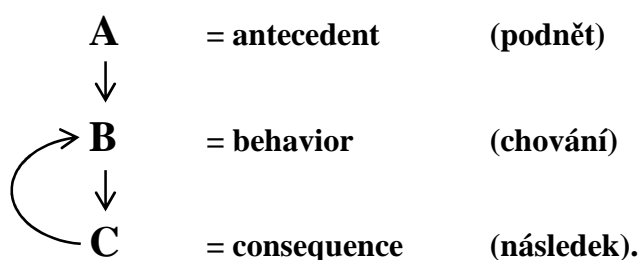 A = antecedent (podnět)
B = behavior (chování)
C = consequence (následek).